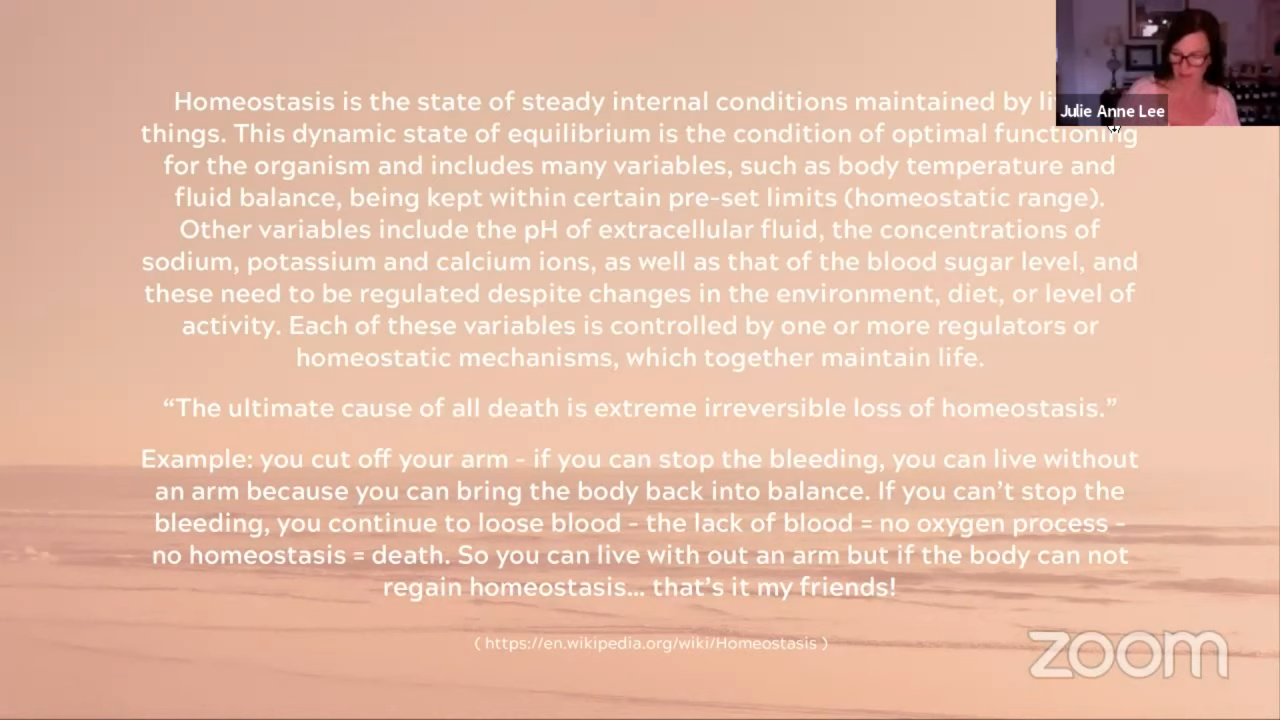 Homeostasis is the state of steady internal conditions maintained by li
things. This dynamic state of equilibrium is the condition of optimal functioning
for the organism and includes many variables, such as body temperature and
fluid balance, being kept within certain pre-set limits (homeostatic range).
Other variables include the pH of extracellular fluid, the concentrations of
sodium, potassium and calcium ions, as well as that of the blood sugar level, and
these need to be regulated despite changes in the environment, diet, or level of
activity. Each of these variables is controlled by one or more regulators or
homeostatic mechanisms, which together maintain life.
“The ultimate cause of all death is extreme irreversible loss of homeostasis.”
Example: you cut off your arm - if you can stop the bleeding, you can live without
an arm because you can bring the body back into balance. If you can’t stop the
bleeding, you continue to loose blood - the lack of blood = no oxygen process -
no homeostasis = death. So you can live with out an arm but if the body can not
regain homeostasis... that’s it my friends!
( https://en.wikipedia.org/wiki/Homeostasis )
Julie Anne Lee
zoom